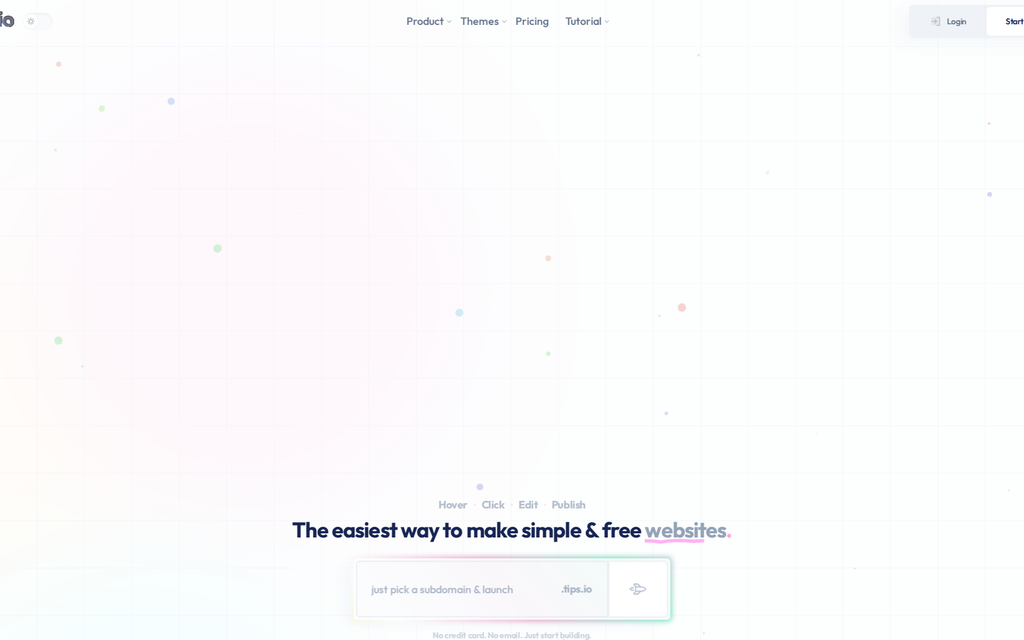 io
Product Themes Pricing Tutorial
Login Start
Hover · Click · Edit · Publish
The easiest way to make simple & free websites.
just pick a subdomain & launch .tips.io
No credit card. No email. Just start building.